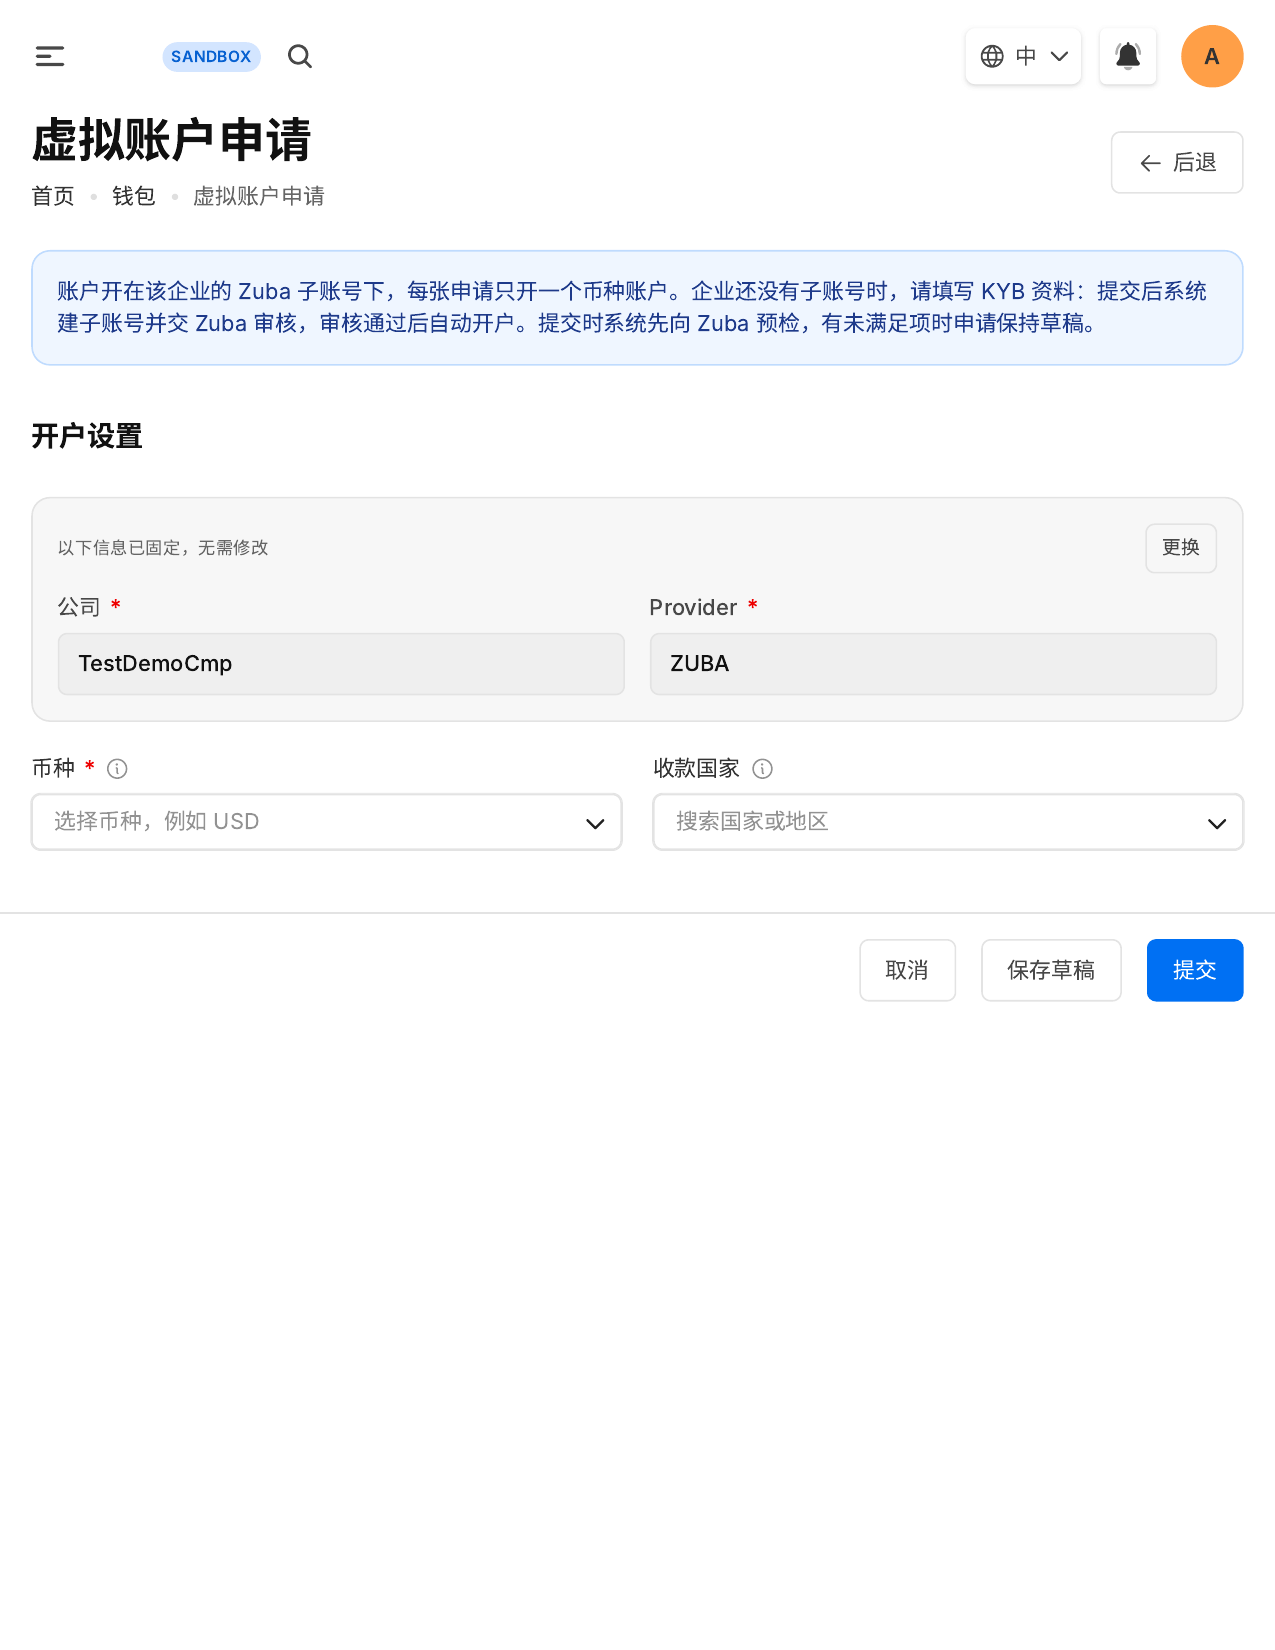 SANDBOX
中
A
虚拟账户申请
后退
首页 • 钱包 • 虚拟账户申请
账户开在该企业的 Zuba 子账号下，每张申请只开一个币种账户。企业还没有子账号时，请填写 KYB 资料：提交后系统
建子账号并交 Zuba 审核，审核通过后自动开户。提交时系统先向 Zuba 预检，有未满足项时申请保持草稿。
开户设置
以下信息已固定，无需修改
更换
公司 *
Provider *
TestDemoCmp
ZUBA
币种 *
收款国家
选择币种，例如 USD
搜索国家或地区
取消
保存草稿
提交